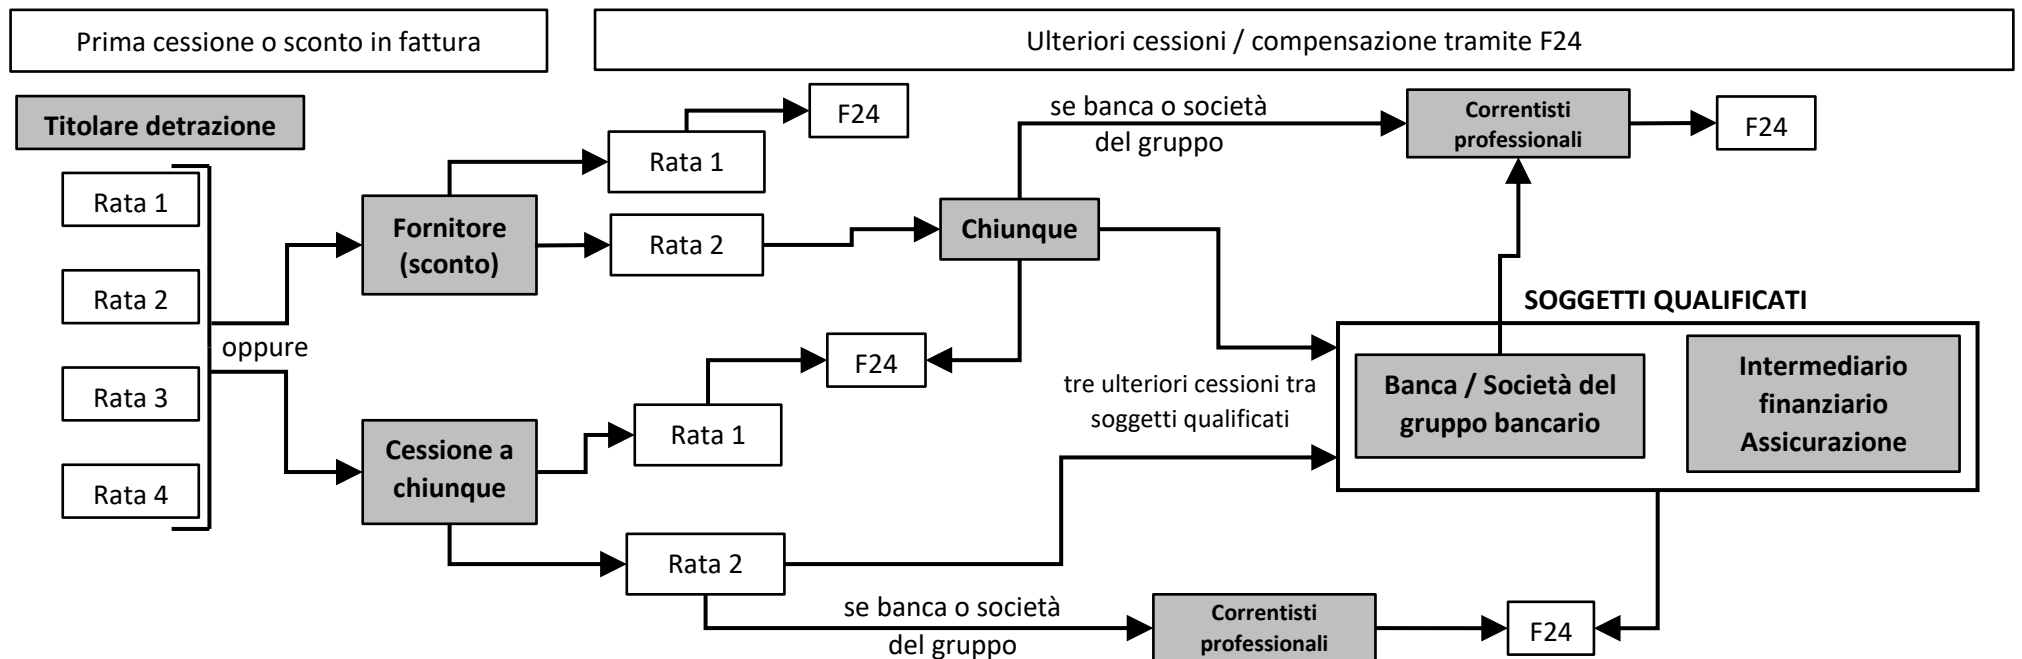 Prima cessione o sconto in fattura
Ulteriori cessioni / compensazione tramite F24
Titolare detrazione
Rata 1
Rata 2
Rata 3
Rata 4
oppure
Fornitore
(sconto)
Cessione a
chiunque
Rata 1
F24
Rata 2
Chiunque
F24
Rata 1
Rata 2
se banca o società
del gruppo
Correntisti
professionali
F24
SOGGETTI QUALIFICATI
tre ulteriori cessioni tra
soggetti qualificati
Banca / Società del
gruppo bancario
Intermediario
finanziario
Assicurazione
se banca o società
del gruppo
Correntisti
professionali
F24